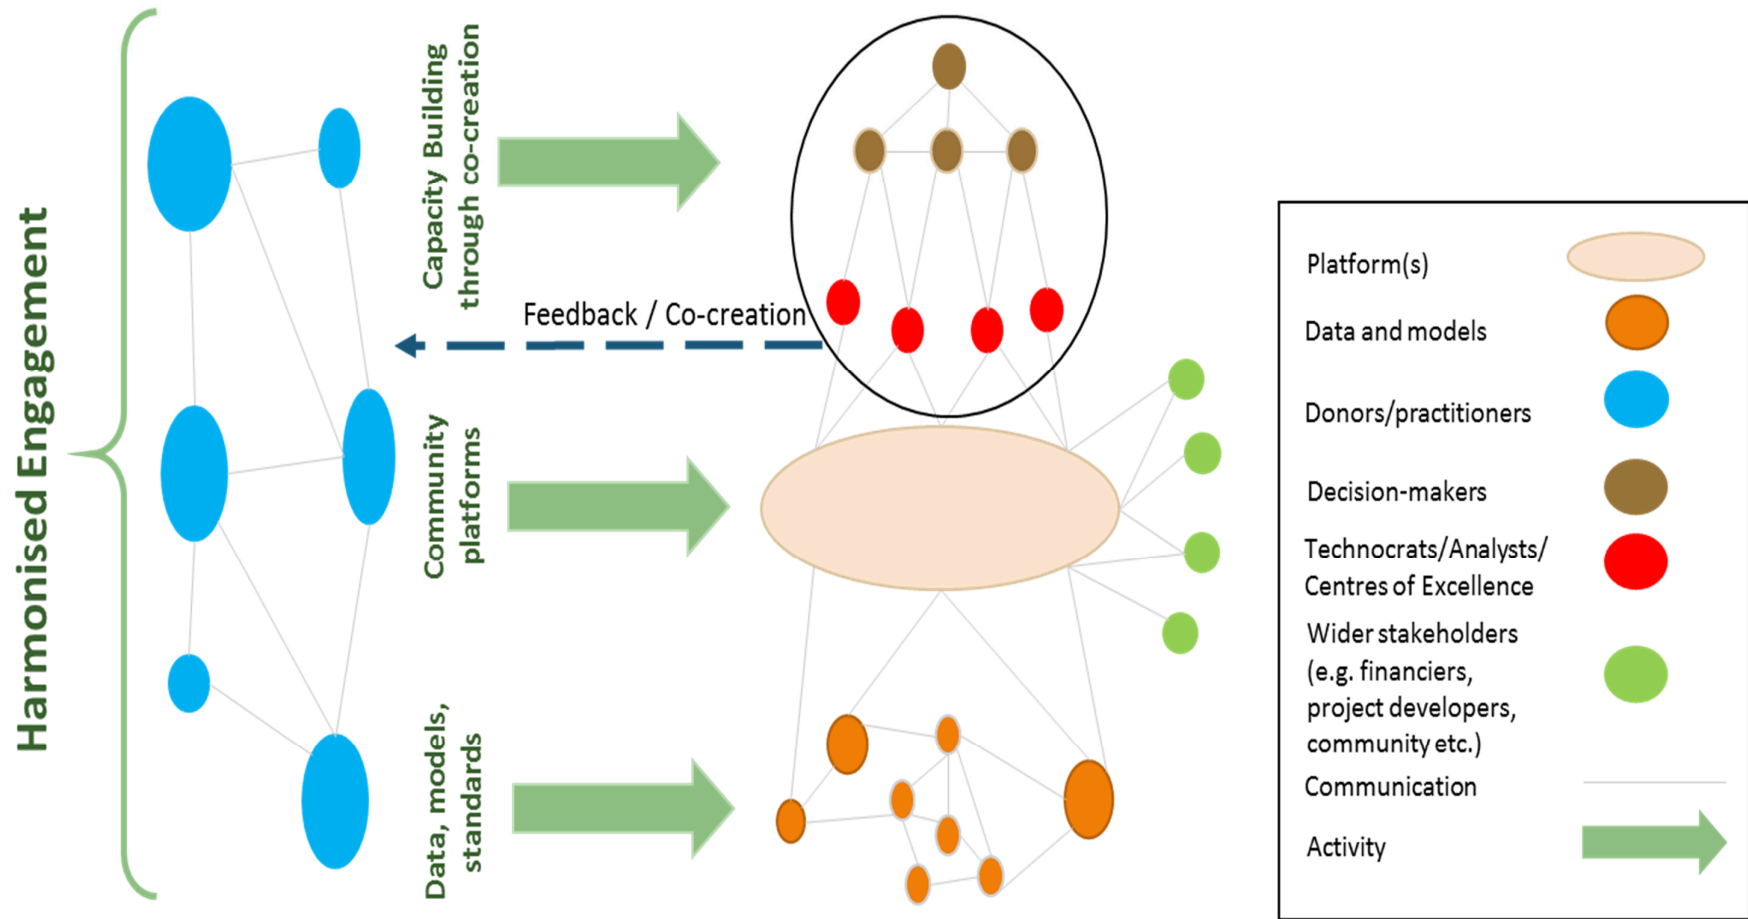 Harmonised Engagement
Capacity Building
through co-creation
Feedback / Co-creation
Community
platforms
Data, models,
standards
Platform(s)
Data and models
Donors/practitioners
Decision-makers
Technocrats/Analysts/
Centres of Excellence
Wider stakeholders
(e.g. financiers,
project developers,
community etc.)
Communication
Activity